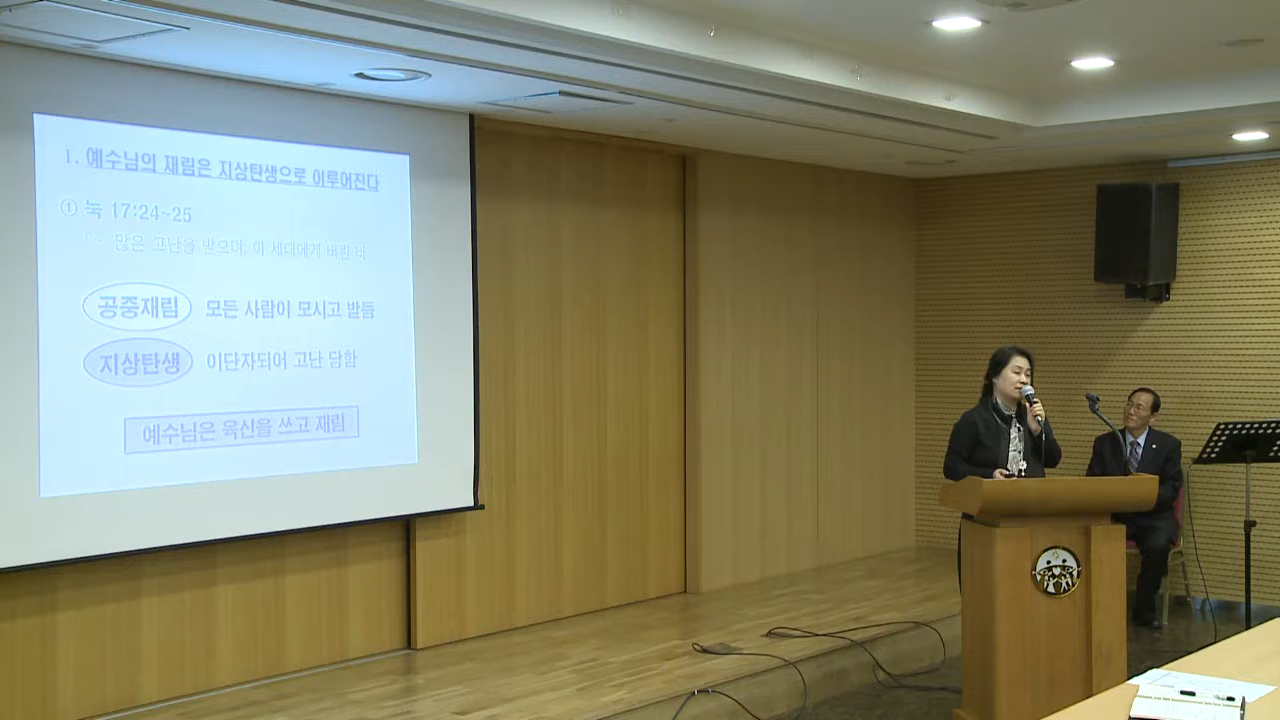 1. 예수님의 재림은 지상탄생으로 이루어진다
① 눅 17:24~25
많은 고난을 받으며, 이 세대에게 버린 바
공중재림 모든 사람이 모시고 받듦
지상탄생 이단자되어 고난 당함
예수님은 육신을 쓰고 재림